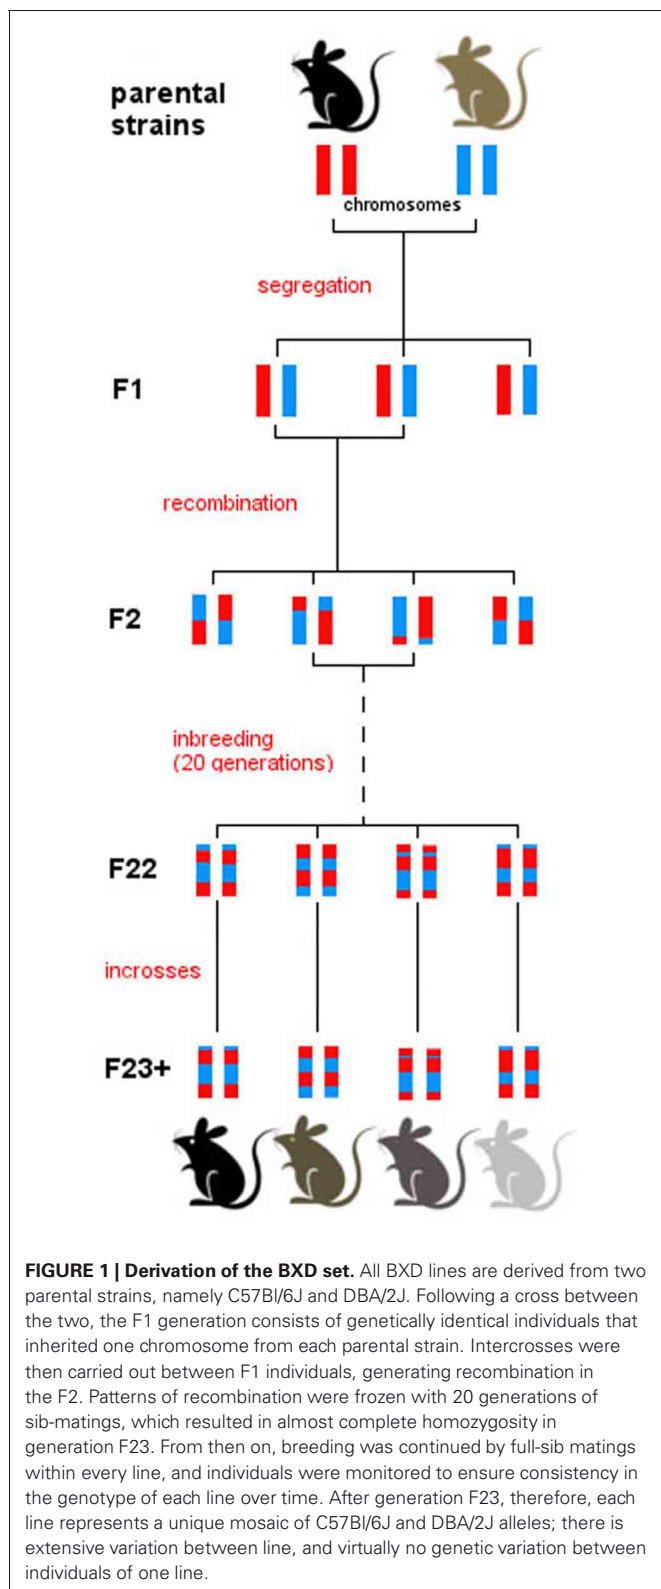 parental
strains
chromosomes
segregation
F1
recombination
F2
inbreeding
(20 generations)
F22
incrosses
F23+
FIGURE 1 | Derivation of the BXD set. All BXD lines are derived from two
parental strains, namely C57Bl/6J and DBA/2J. Following a cross between
the two, the F1 generation consists of genetically identical individuals that
inherited one chromosome from each parental strain. Intercrosses were
then carried out between F1 individuals, generating recombination in
the F2. Patterns of recombination were frozen with 20 generations of
sib-matings, which resulted in almost complete homozygosity in
generation F23. From then on, breeding was continued by full-sib matings
within every line, and individuals were monitored to ensure consistency in
the genotype of each line over time. After generation F23, therefore, each
line represents a unique mosaic of C57Bl/6J and DBA/2J alleles; there is
extensive variation between line, and virtually no genetic variation between
individuals of one line.